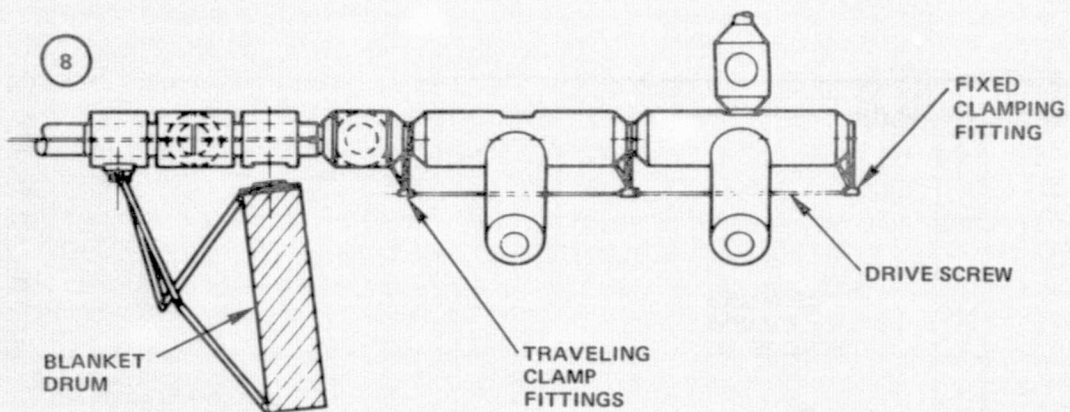 8
FIXED
CLAMPING
FITTING
DRIVE SCREW
BLANKET
DRUM
TRAVELING
CLAMP
FITTINGS